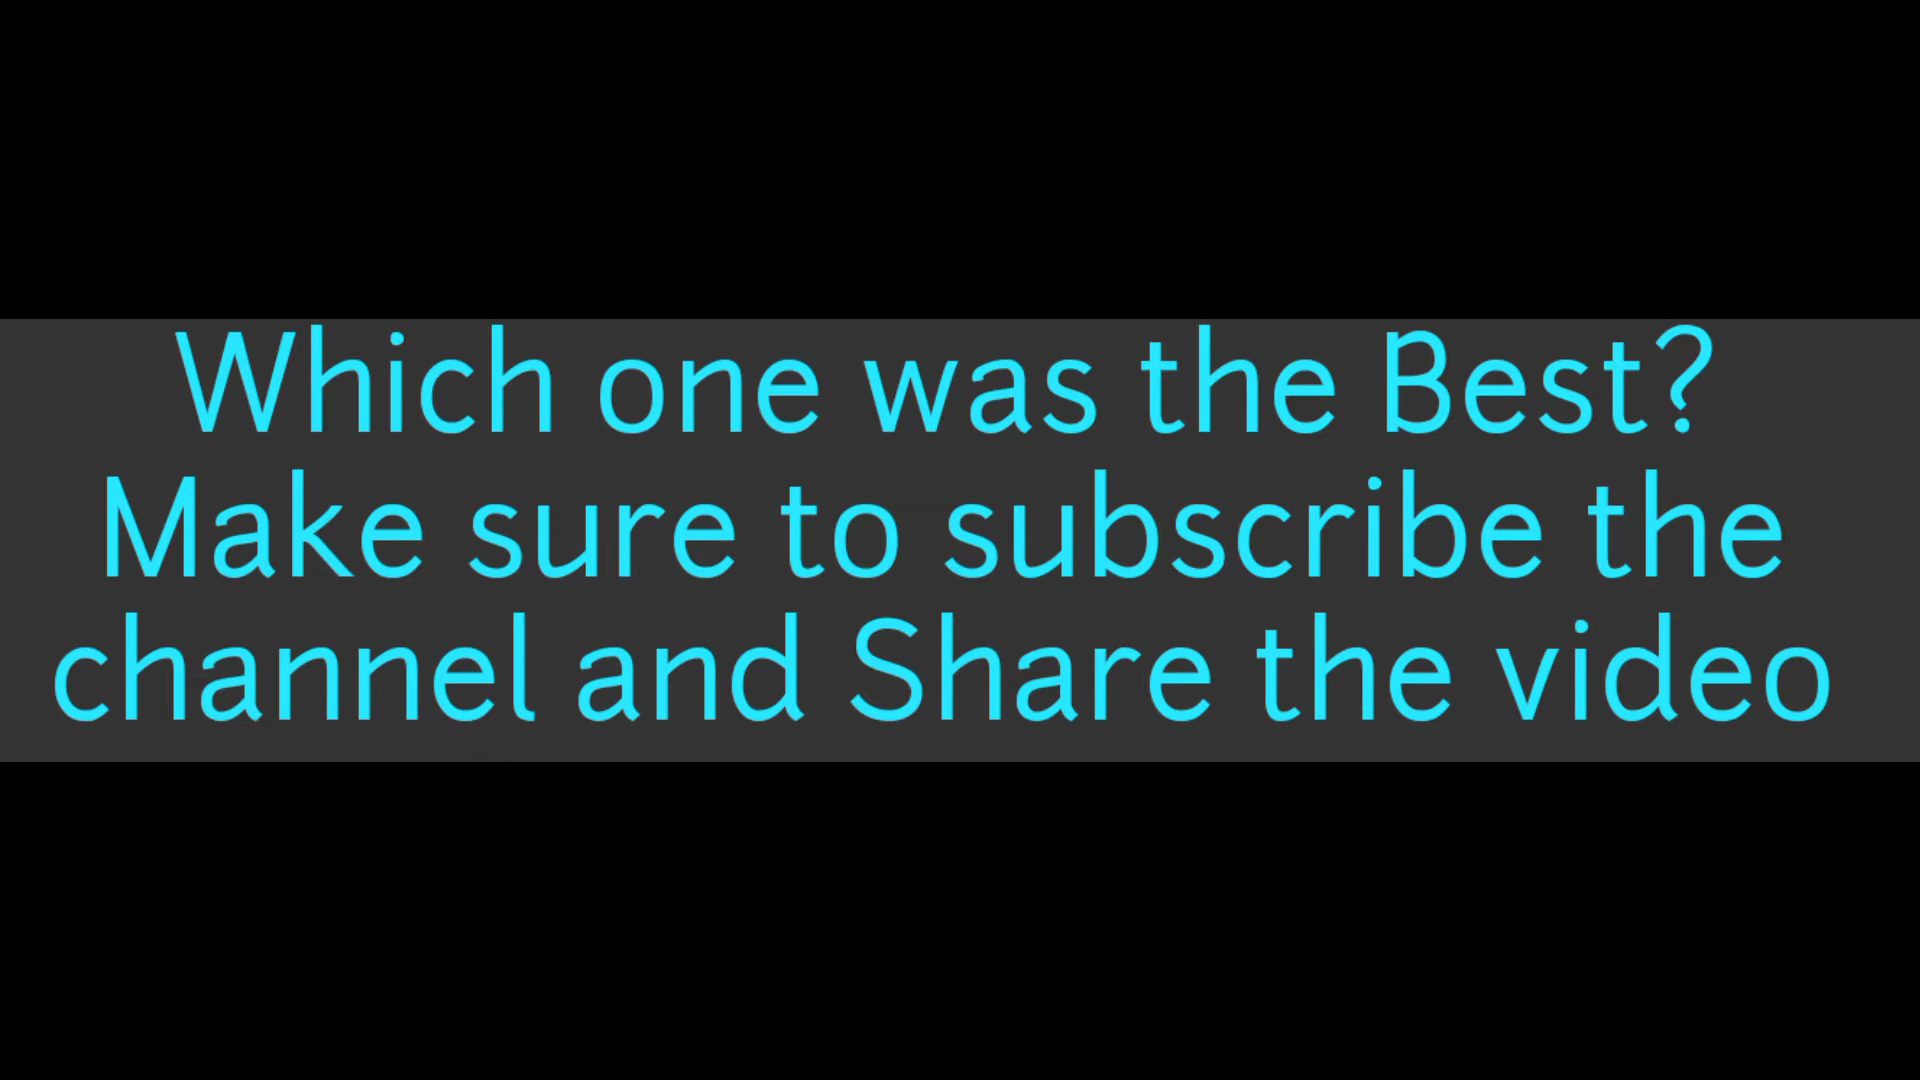 Which one was the Best?
Make sure to subscribe the
channel and Share the video